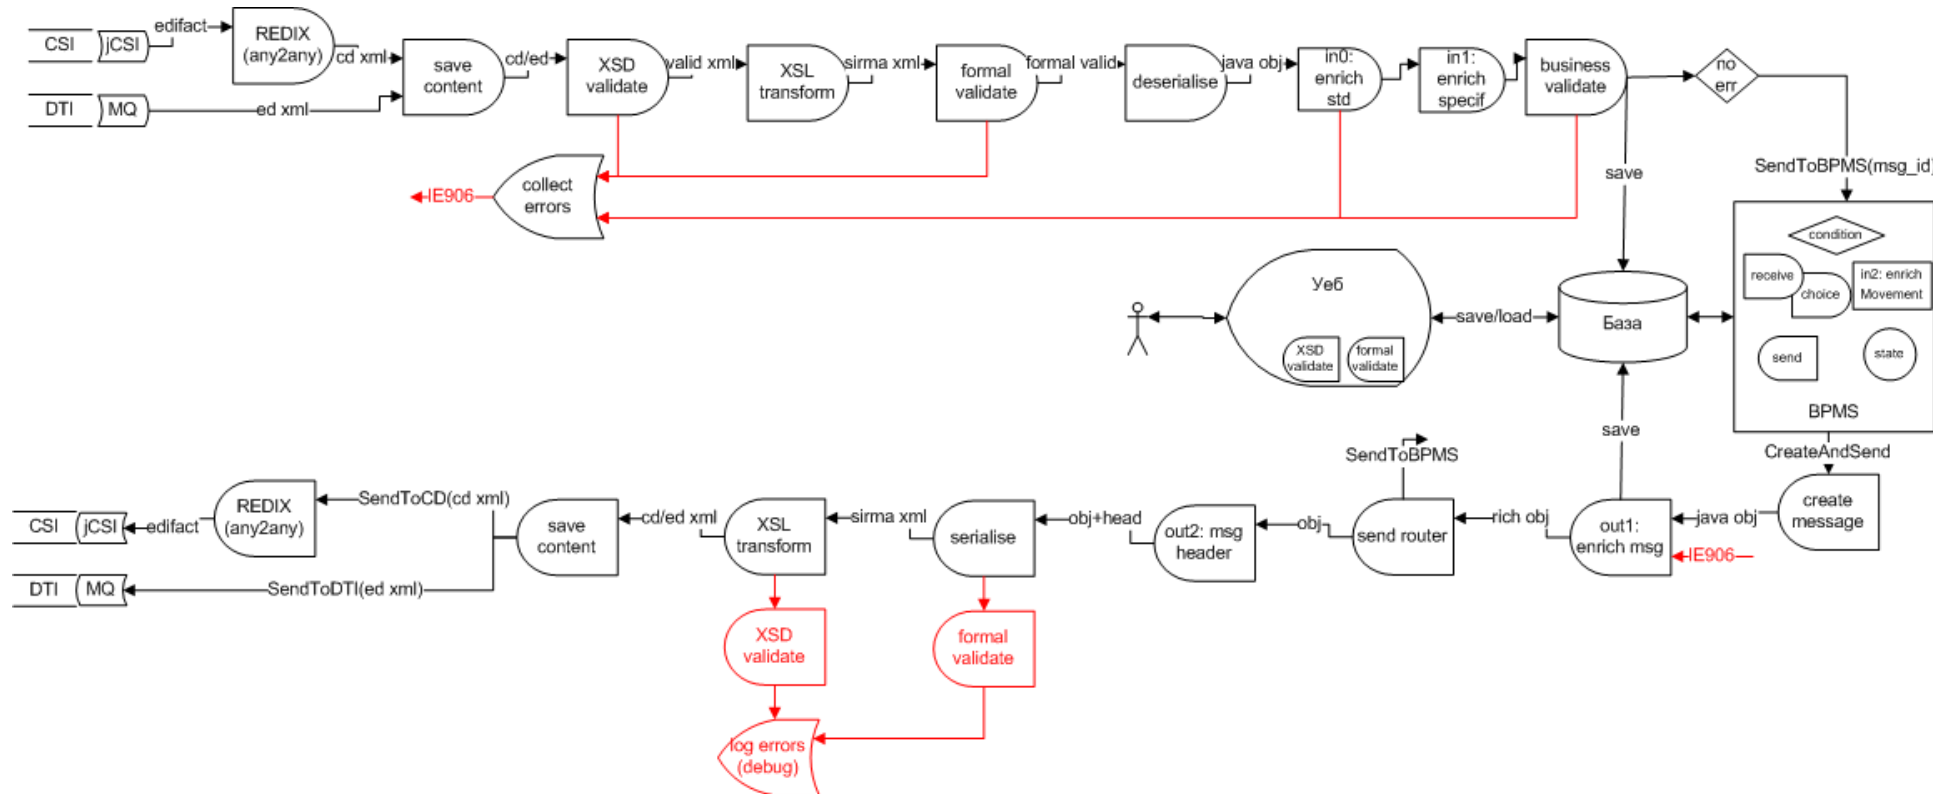 CSI
jCSI
edifact
REDIX
(any2any)
cd xml
DTI
MQ
ed xml
save
content
cd/ed
XSD
validate
valid xml
XSL
transform
sirma xml
formal
validate
formal valid
deserialise
java obj
in0:
enrich
std
in1:
enrich
specif
business
validate
no
err
save
SendToBPMS(msg_id)
IE906
collect
errors
condition
receive
choice
in2: enrich
Movement
send
state
BPMS
Уеб
XSD
validate
formal
validate
save/load
База
save
CreateAndSend
create
message
java obj
IE906
out1:
enrich msg
rich obj
SendToBPMS
send router
obj
out2: msg
header
obj+head
serialise
sirma xml
XSL
transform
cd/ed xml
save
content
SendToCD(cd xml)
REDIX
(any2any)
edifact
CSI
jCSI
SendToDTI(ed xml)
DTI
MQ
XSD
validate
formal
validate
log errors
(debug)